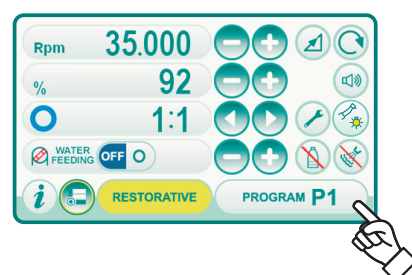 Rpm 35.000
% 92
1:1
WATER FEEDING OFF
i RESTORATIVE PROGRAM P1